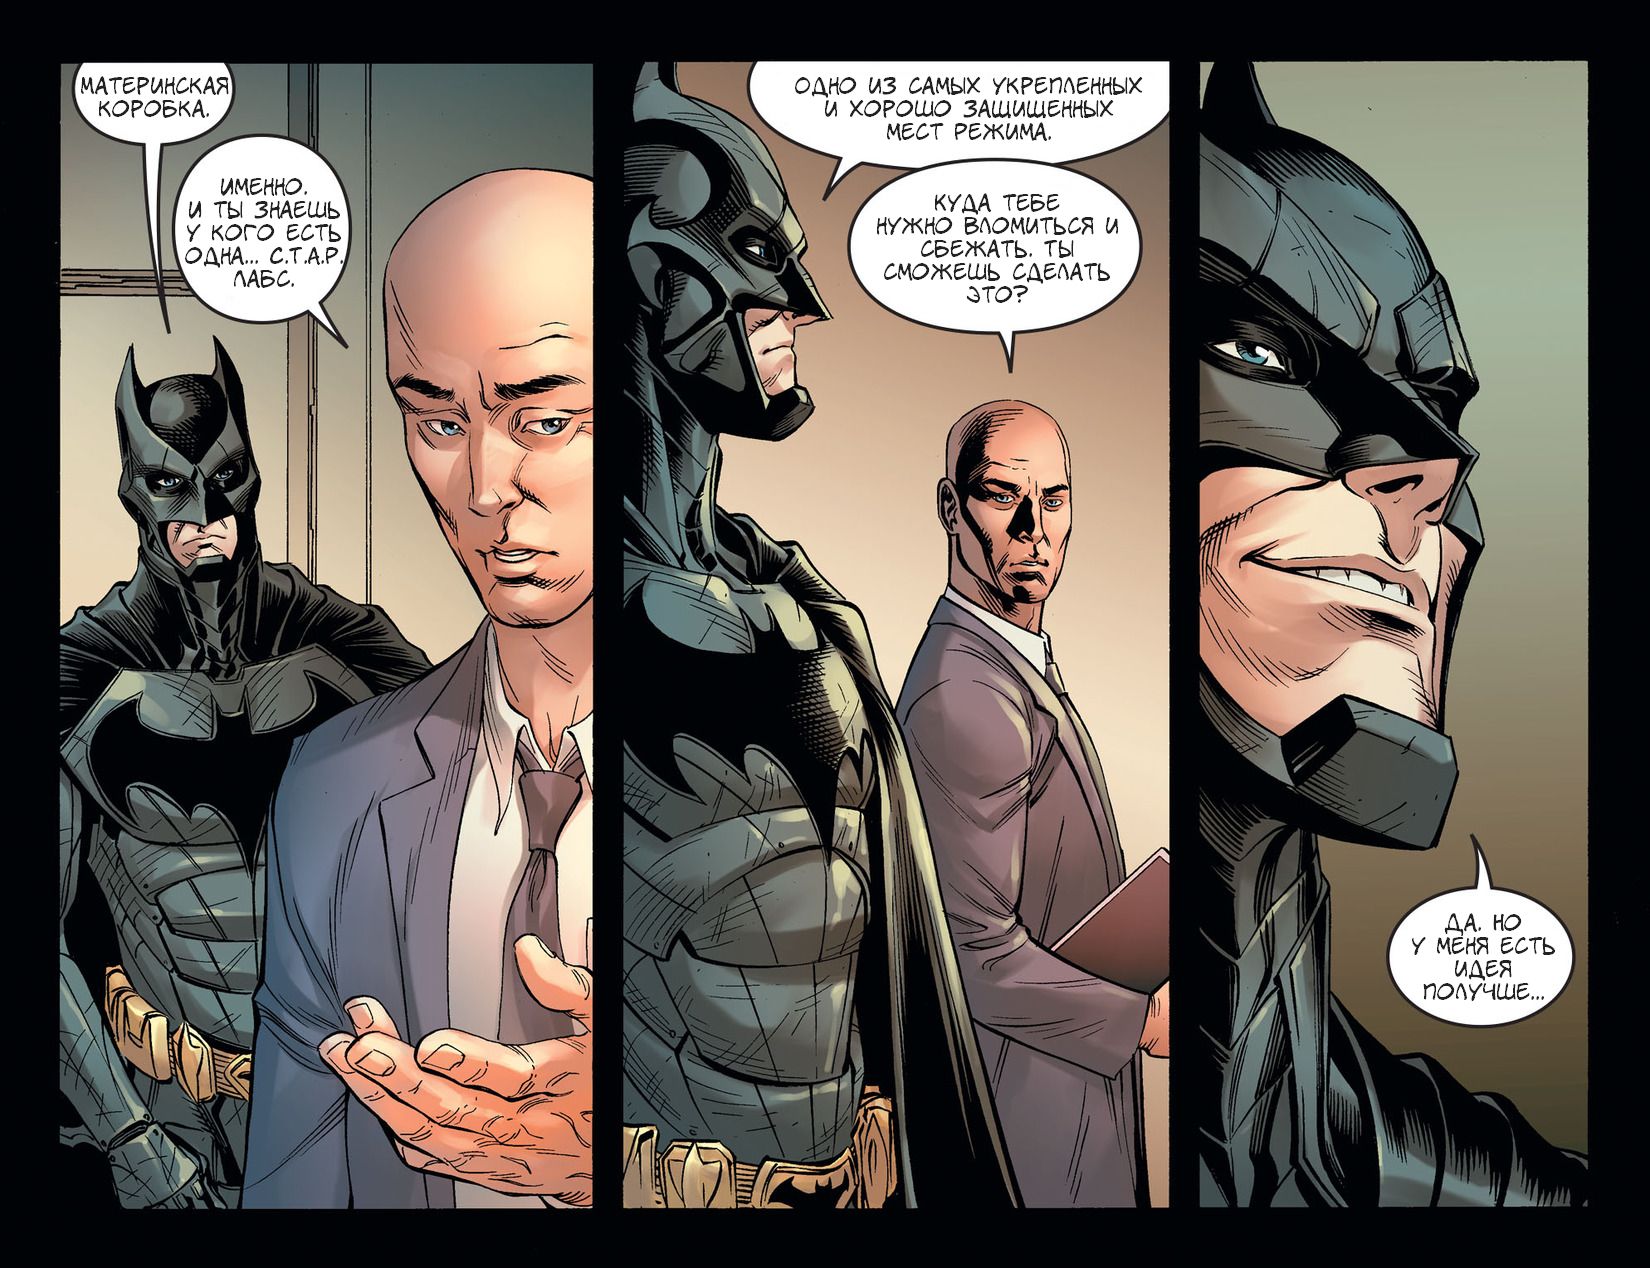 МАТЕРИНСКАЯ
КОРОБКА.
ИМЕННО.
И ТЫ ЗНАЕШЬ
У КОГО ЕСТЬ
ОДНА... С.Т.А.Р.
ЛАБС.
ОДНО ИЗ САМЫХ УКРЕПЛЕННЫХ
И ХОРОШО ЗАЩИЩЕННЫХ
МЕСТ РЕЖИМА.
КУДА ТЕБЕ
НУЖНО ВЛОМИТЬСЯ И
СБЕЖАТЬ. ТЫ
СМОЖЕШЬ СДЕЛАТЬ
ЭТО?
ДА. НО
У МЕНЯ ЕСТЬ
ИДЕЯ
ПОЛУЧШЕ...